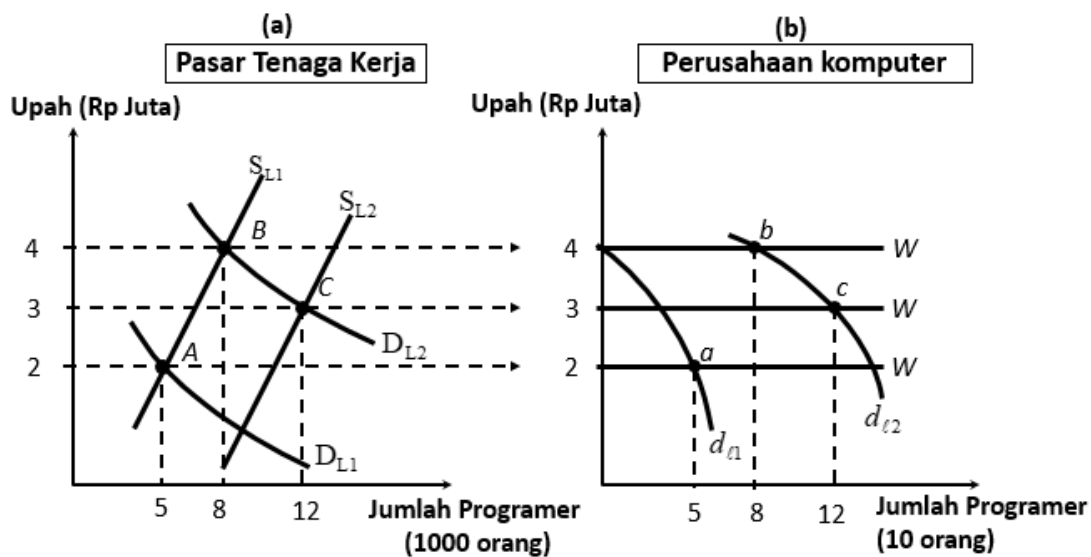 (a)
Pasar Tenaga Kerja
Upah (Rp Juta)
S_L1
S_L2
B
4
C
3
A
2
D_L2
D_L1
5 8 12
Jumlah Programer
(1000 orang)
(b)
Perusahaan komputer
Upah (Rp Juta)
b
4 W
c
3 W
a
2 W
d_ℓ1
d_ℓ2
5 8 12
Jumlah Programer
(10 orang)